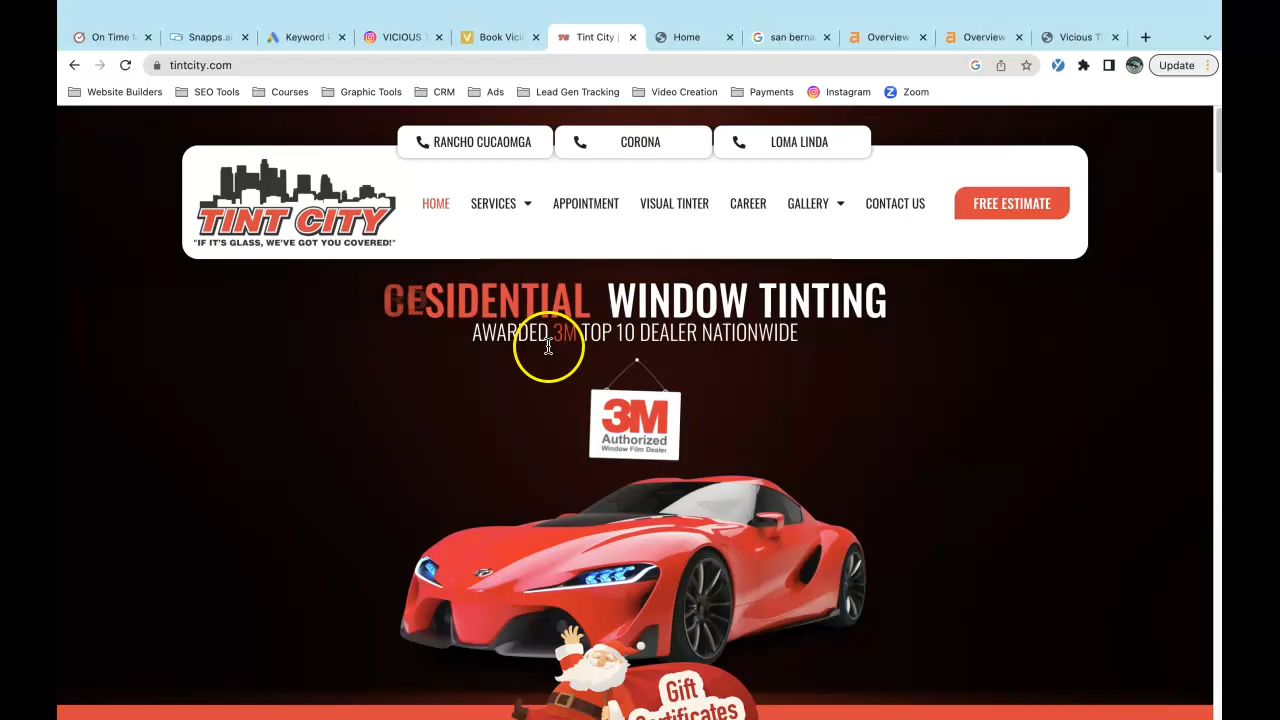 On Time
Snapps.ai
Keyword
VICIOUS T
Book Vici
Tint City |
Home
san berna
Overview
Overview
Vicious Ti
tintcity.com
Update
Website Builders
SEO Tools
Courses
Graphic Tools
CRM
Ads
Lead Gen Tracking
Video Creation
Payments
Instagram
Zoom
RANCHO CUCAOMGA
CORONA
LOMA LINDA
TINT CITY
"IF IT'S GLASS, WE'VE GOT YOU COVERED!"
HOME
SERVICES
APPOINTMENT
VISUAL TINTER
CAREER
GALLERY
CONTACT US
FREE ESTIMATE
WINDOW TINTING
AWARDED 3M TOP 10 DEALER NATIONWIDE
3M
Authorized
Window Film Dealer
Gift
Certificates